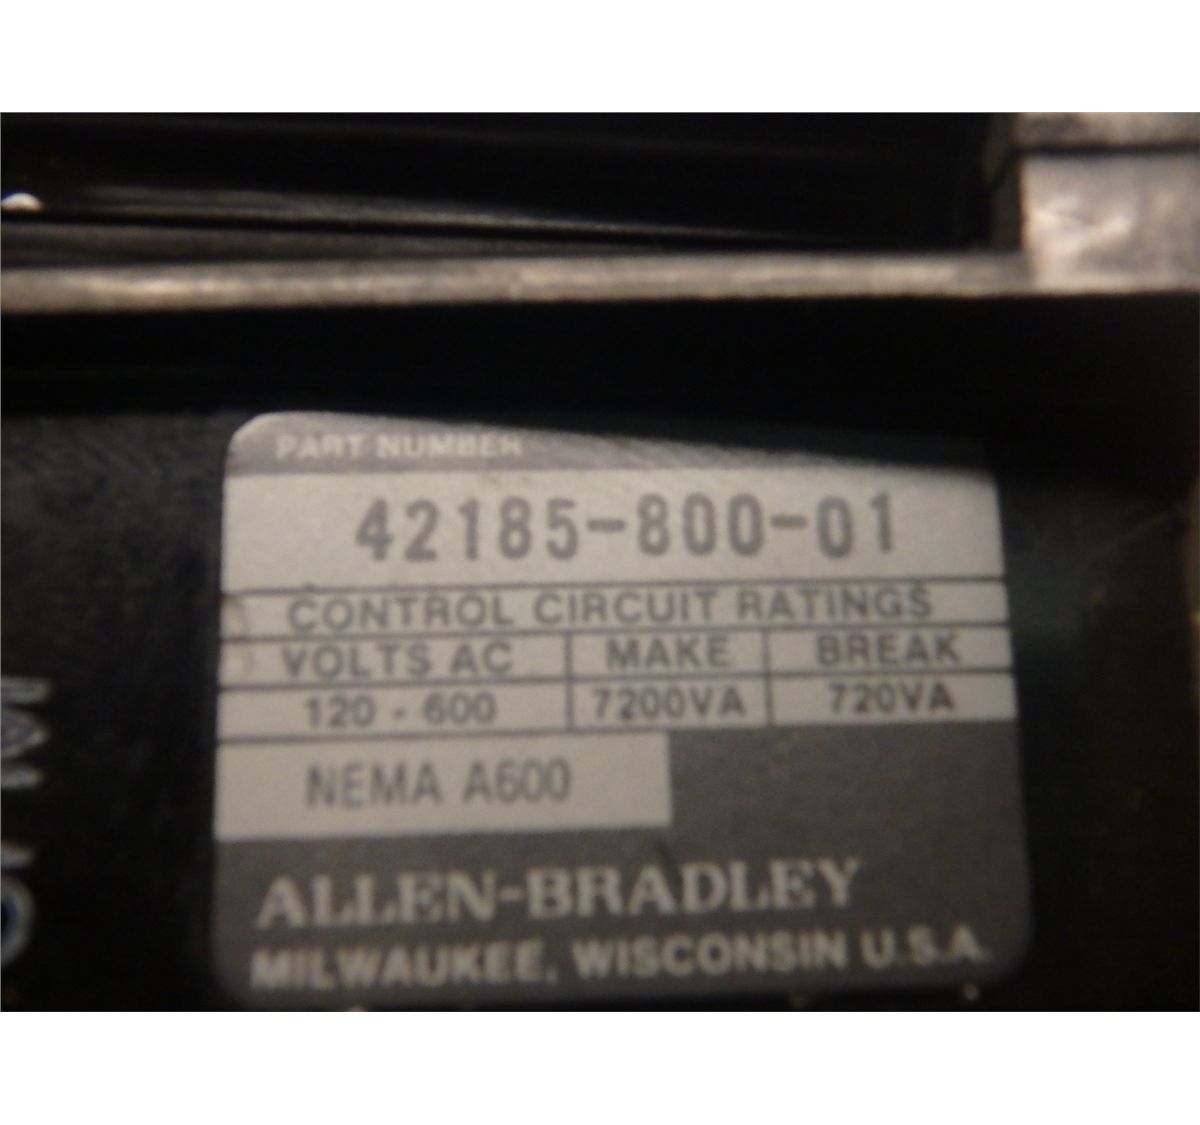 PART NUMBER
42185-800-01
CONTROL CIRCUIT RATINGS
VOLTS AC MAKE BREAK
120 - 600 7200VA 720VA
NEMA A600
ALLEN-BRADLEY
MILWAUKEE, WISCONSIN U.S.A.